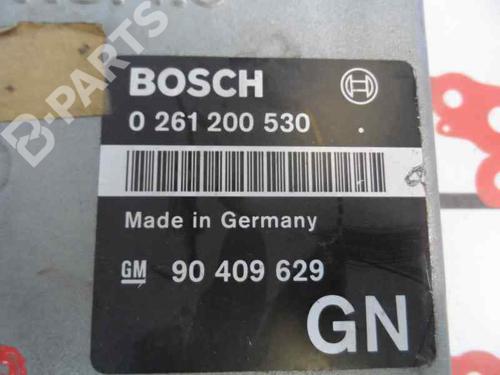 BOSCH
0 261 200 530 .
Made in Germany
GM 90 409 629
GN
B-PARTS